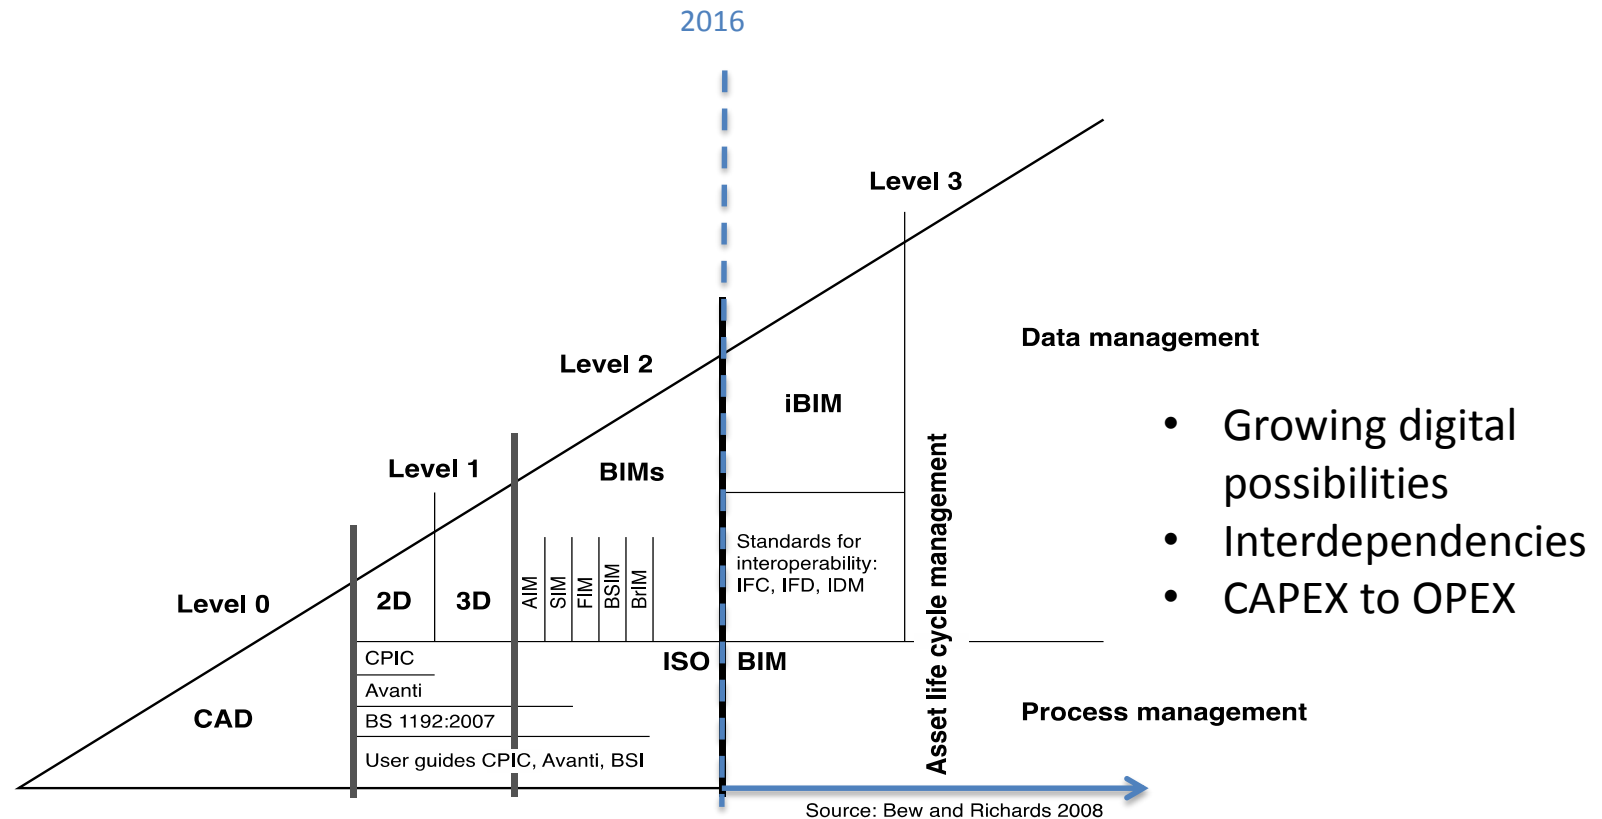 2016
Level 3
Data management
Level 2
iBIM
• Growing digital
possibilities
• Interdependencies
• CAPEX to OPEX
Level 1
BIMs
Standards for
interoperability:
IFC, IFD, IDM
Level 0
2D
3D
AIM
SIM
FIM
BSIM
BrIM
Asset life cycle management
CPIC
ISO
BIM
Avanti
CAD
BS 1192:2007
Process management
User guides CPIC, Avanti, BSI
Source: Bew and Richards 2008